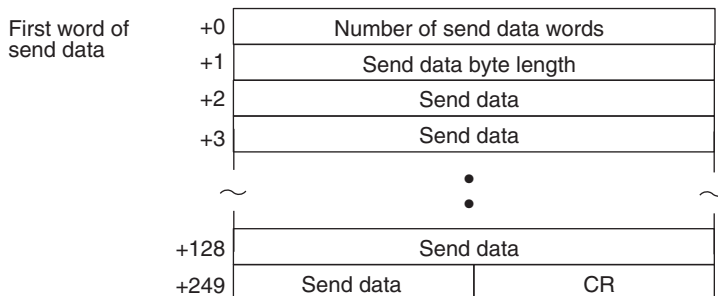 First word of
send data
+0 Number of send data words
+1 Send data byte length
+2 Send data
+3 Send data
+128 Send data
+249 Send data CR